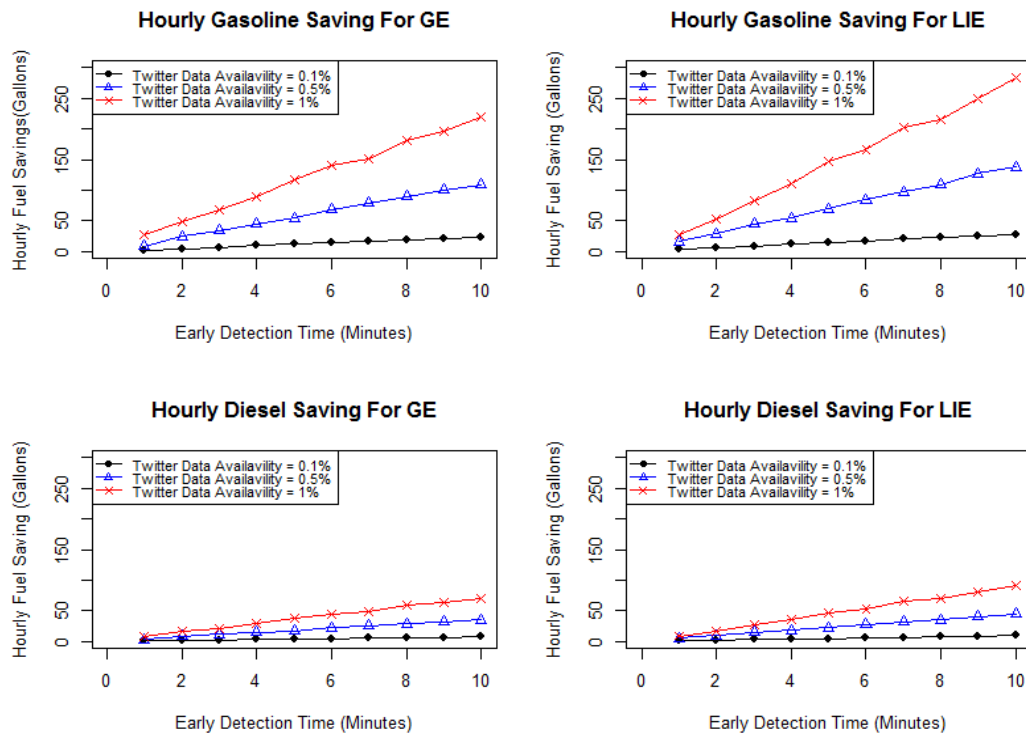 Hourly Gasoline Saving For GE
Hourly Fuel Savings(Gallons)
250
150
50
0
Twitter Data Availavility = 0.1%
Twitter Data Availavility = 0.5%
Twitter Data Availavility = 1%
0 2 4 6 8 10
Early Detection Time (Minutes)
Hourly Gasoline Saving For LIE
Hourly Fuel Saving (Gallons)
250
150
50
0
Twitter Data Availavility = 0.1%
Twitter Data Availavility = 0.5%
Twitter Data Availavility = 1%
0 2 4 6 8 10
Early Detection Time (Minutes)
Hourly Diesel Saving For GE
Hourly Fuel Saving (Gallons)
250
150
50
0
Twitter Data Availavility = 0.1%
Twitter Data Availavility = 0.5%
Twitter Data Availavility = 1%
0 2 4 6 8 10
Early Detection Time (Minutes)
Hourly Diesel Saving For LIE
Hourly Fuel Saving (Gallons)
250
150
50
0
Twitter Data Availavility = 0.1%
Twitter Data Availavility = 0.5%
Twitter Data Availavility = 1%
0 2 4 6 8 10
Early Detection Time (Minutes)